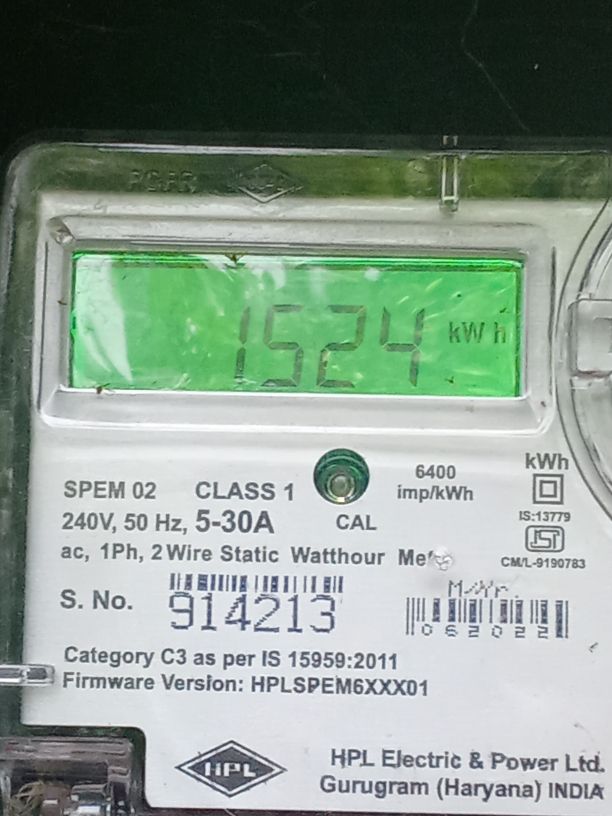 1524 kWh
6400
imp/kWh
kWh
SPEM 02 CLASS 1
240V, 50 Hz, 5-30A CAL
IS:13779
ac, 1Ph, 2 Wire Static Watthour
CM/L-9190783
S. No. 914213
M/Yr.
062022
Category C3 as per IS 15959:2011
Firmware Version: HPLSPEM6XXX01
HPL
HPL Electric & Power Ltd.
Gurugram (Haryana) INDIA